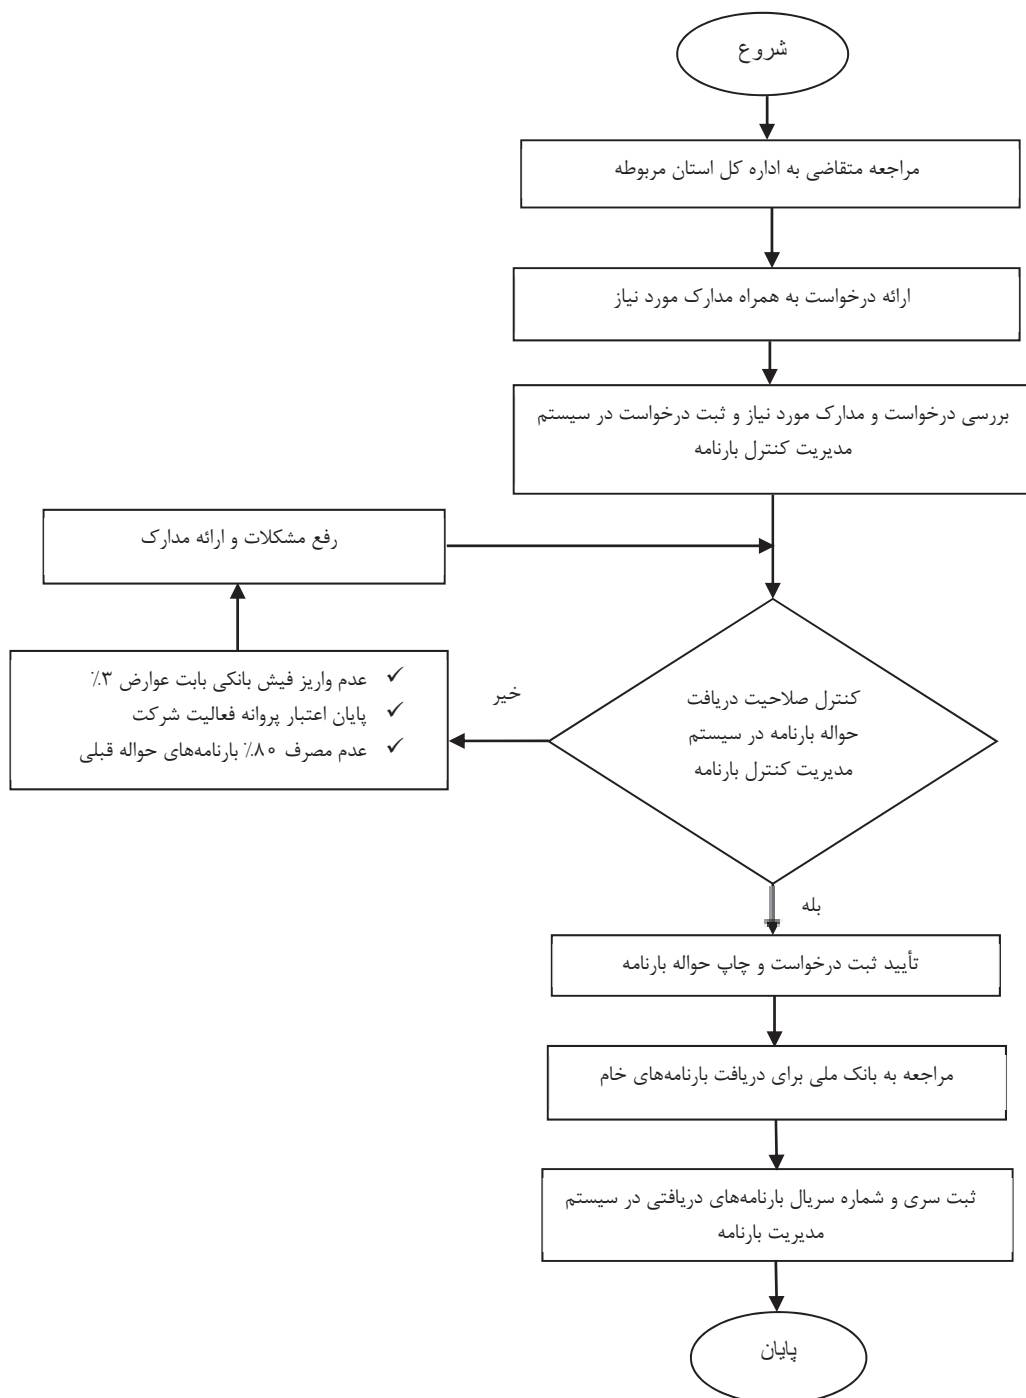 شروع
مراجعه متقاضی به اداره کل استان مربوطه
ارائه درخواست به همراه مدارک مورد نیاز
بررسی درخواست و مدارک مورد نیاز و ثبت درخواست در سیستم
مدیریت کنترل بارنامه
رفع مشکلات و ارائه مدارک
✓ عدم واریز فیش بانکی بابت عوارض ۳٪
✓ پایان اعتبار پروانه فعالیت شرکت
✓ عدم مصرف ۸۰٪ بارنامه‌های حواله قبلی
خیر
کنترل صلاحیت دریافت
حواله بارنامه در سیستم
مدیریت کنترل بارنامه
بله
تأیید ثبت درخواست و چاپ حواله بارنامه
مراجعه به بانک ملی برای دریافت بارنامه‌های خام
ثبت سری و شماره سریال بارنامه‌های دریافتی در سیستم
مدیریت بارنامه
پایان